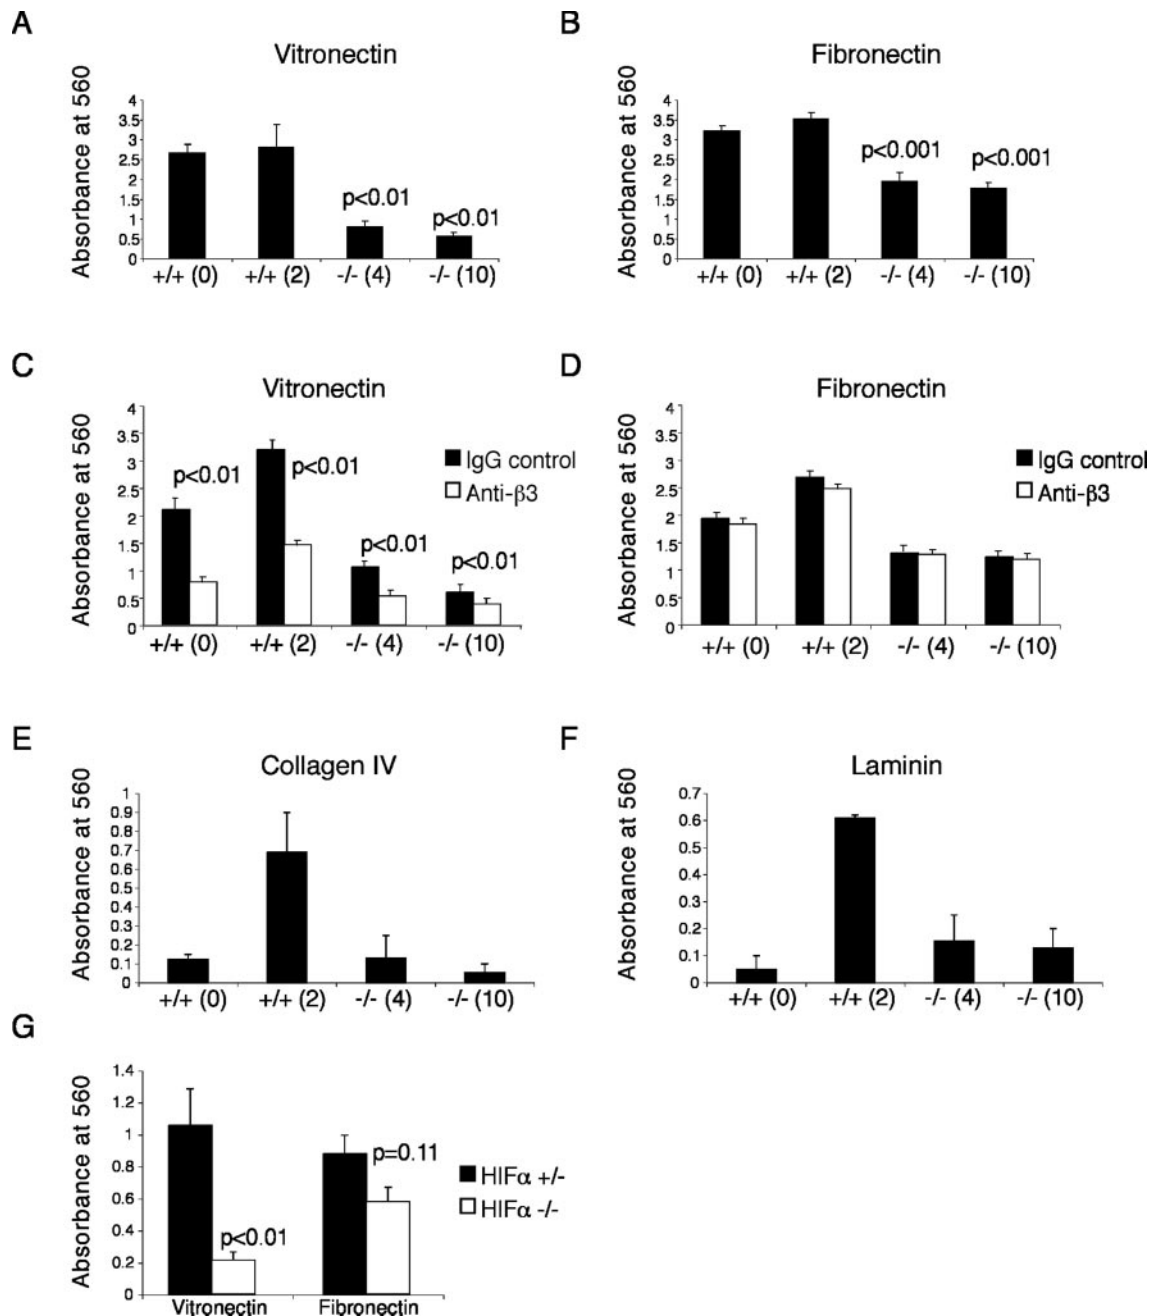 A
Vitronectin
Absorbance at 560
4
3.5
3
2.5
2
1.5
1
0.5
0
p<0.01
p<0.01
+/+ (0) +/+ (2) -/- (4) -/- (10)
B
Fibronectin
Absorbance at 560
4
3.5
3
2.5
2
1.5
1
0.5
0
p<0.001
p<0.001
+/+ (0) +/+ (2) -/- (4) -/- (10)
C
Vitronectin
Absorbance at 560
4
3.5
3
2.5
2
1.5
1
0.5
0
p<0.01
p<0.01
p<0.01
p<0.01
IgG control
Anti-β3
+/+ (0) +/+ (2) -/- (4) -/- (10)
D
Fibronectin
Absorbance at 560
4
3.5
3
2.5
2
1.5
1
0.5
0
IgG control
Anti-β3
+/+ (0) +/+ (2) -/- (4) -/- (10)
E
Collagen IV
Absorbance at 560
1
0.9
0.8
0.7
0.6
0.5
0.4
0.3
0.2
0.1
0
+/+ (0) +/+ (2) -/- (4) -/- (10)
F
Laminin
Absorbance at 560
0.7
0.6
0.5
0.4
0.3
0.2
0.1
0
+/+ (0) +/+ (2) -/- (4) -/- (10)
G
Absorbance at 560
1.4
1.2
1
0.8
0.6
0.4
0.2
0
p<0.01
p=0.11
HIFα +/-
HIFα -/-
Vitronectin Fibronectin